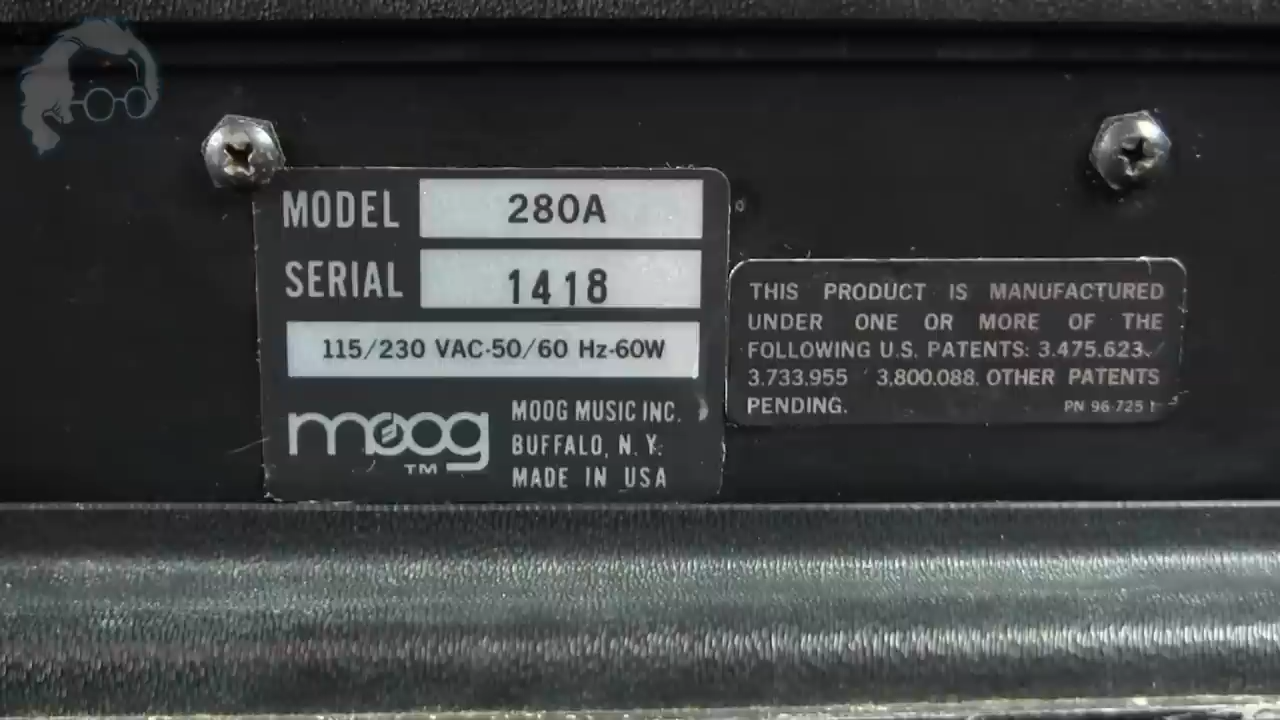 MODEL 280A
SERIAL 1418
115/230 VAC-50/60 Hz-60W
moog
TM
MOOG MUSIC INC.
BUFFALO, N. Y.
MADE IN USA
THIS PRODUCT IS MANUFACTURED
UNDER ONE OR MORE OF THE
FOLLOWING U.S. PATENTS: 3.475.623.
3.733.955 3,800.088. OTHER PATENTS
PENDING.
PN 96-725